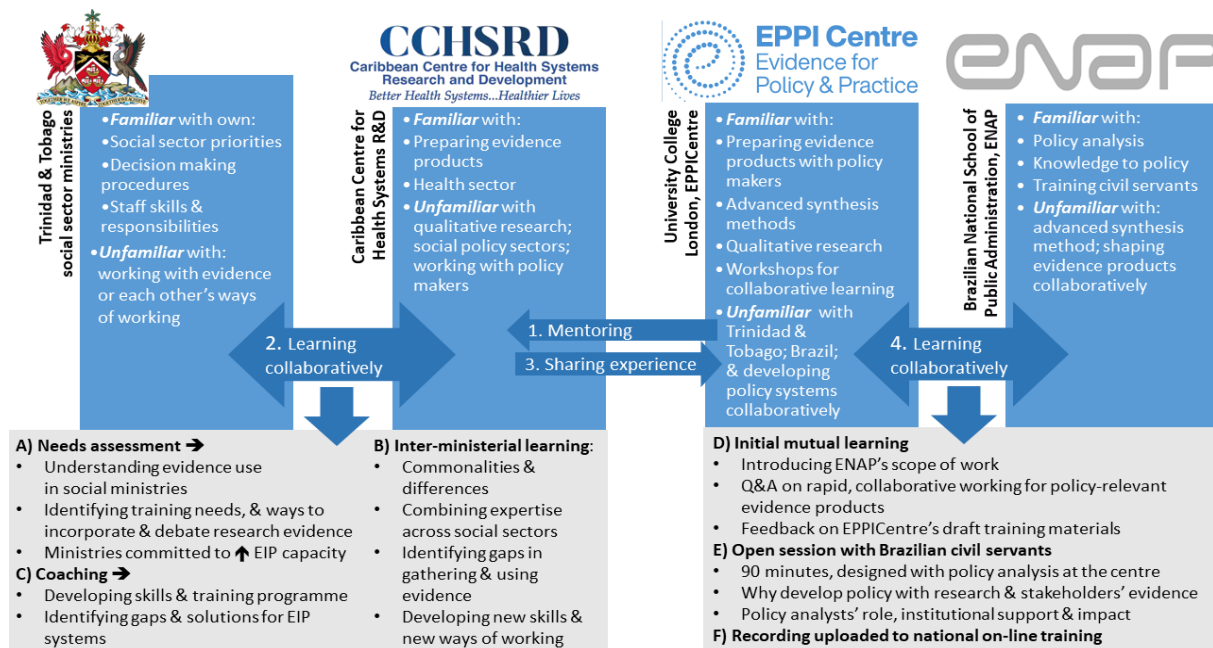 CCHSRD
Caribbean Centre for Health Systems
Research and Development
Better Health Systems...Healthier Lives
EPPI Centre
Evidence for
Policy & Practice
enap
Trinidad & Tobago
social sector ministries
•Familiar with own:
•Social sector priorities
•Decision making
procedures
•Staff skills &
responsibilities
•Unfamiliar with:
working with evidence
or each other's ways
of working
Caribbean Centre for
Health Systems R&D
• Familiar with:
• Preparing evidence
products
• Health sector
• Unfamiliar with
qualitative research;
social policy sectors;
working with policy
makers
University College
London, EPPICentre
• Familiar with:
• Preparing evidence
products with policy
makers
• Advanced synthesis
methods
• Qualitative research
• Workshops for
collaborative learning
• Unfamiliar with
Trinidad &
Tobago; Brazil;
& developing
policy systems
collaboratively
Brazilian National School of
Public Administration, ENAP
• Familiar with:
• Policy analysis
• Knowledge to policy
• Training civil servants
• Unfamiliar with:
advanced synthesis
method; shaping
evidence products
collaboratively
1. Mentoring
2. Learning
collaboratively
3. Sharing experience
4. Learning
collaboratively
A) Needs assessment ➔
• Understanding evidence use
in social ministries
• Identifying training needs, & ways to
incorporate & debate research evidence
• Ministries committed to ↑ EIP capacity
C) Coaching ➔
• Developing skills & training programme
• Identifying gaps & solutions for EIP
systems
B) Inter-ministerial learning:
• Commonalities &
differences
• Combining expertise
across social sectors
• Identifying gaps in
gathering & using
evidence
• Developing new skills &
new ways of working
D) Initial mutual learning
• Introducing ENAP's scope of work
• Q&A on rapid, collaborative working for policy-relevant
evidence products
• Feedback on EPPICentre's draft training materials
E) Open session with Brazilian civil servants
• 90 minutes, designed with policy analysis at the centre
• Why develop policy with research & stakeholders' evidence
• Policy analysts' role, institutional support & impact
F) Recording uploaded to national on-line training